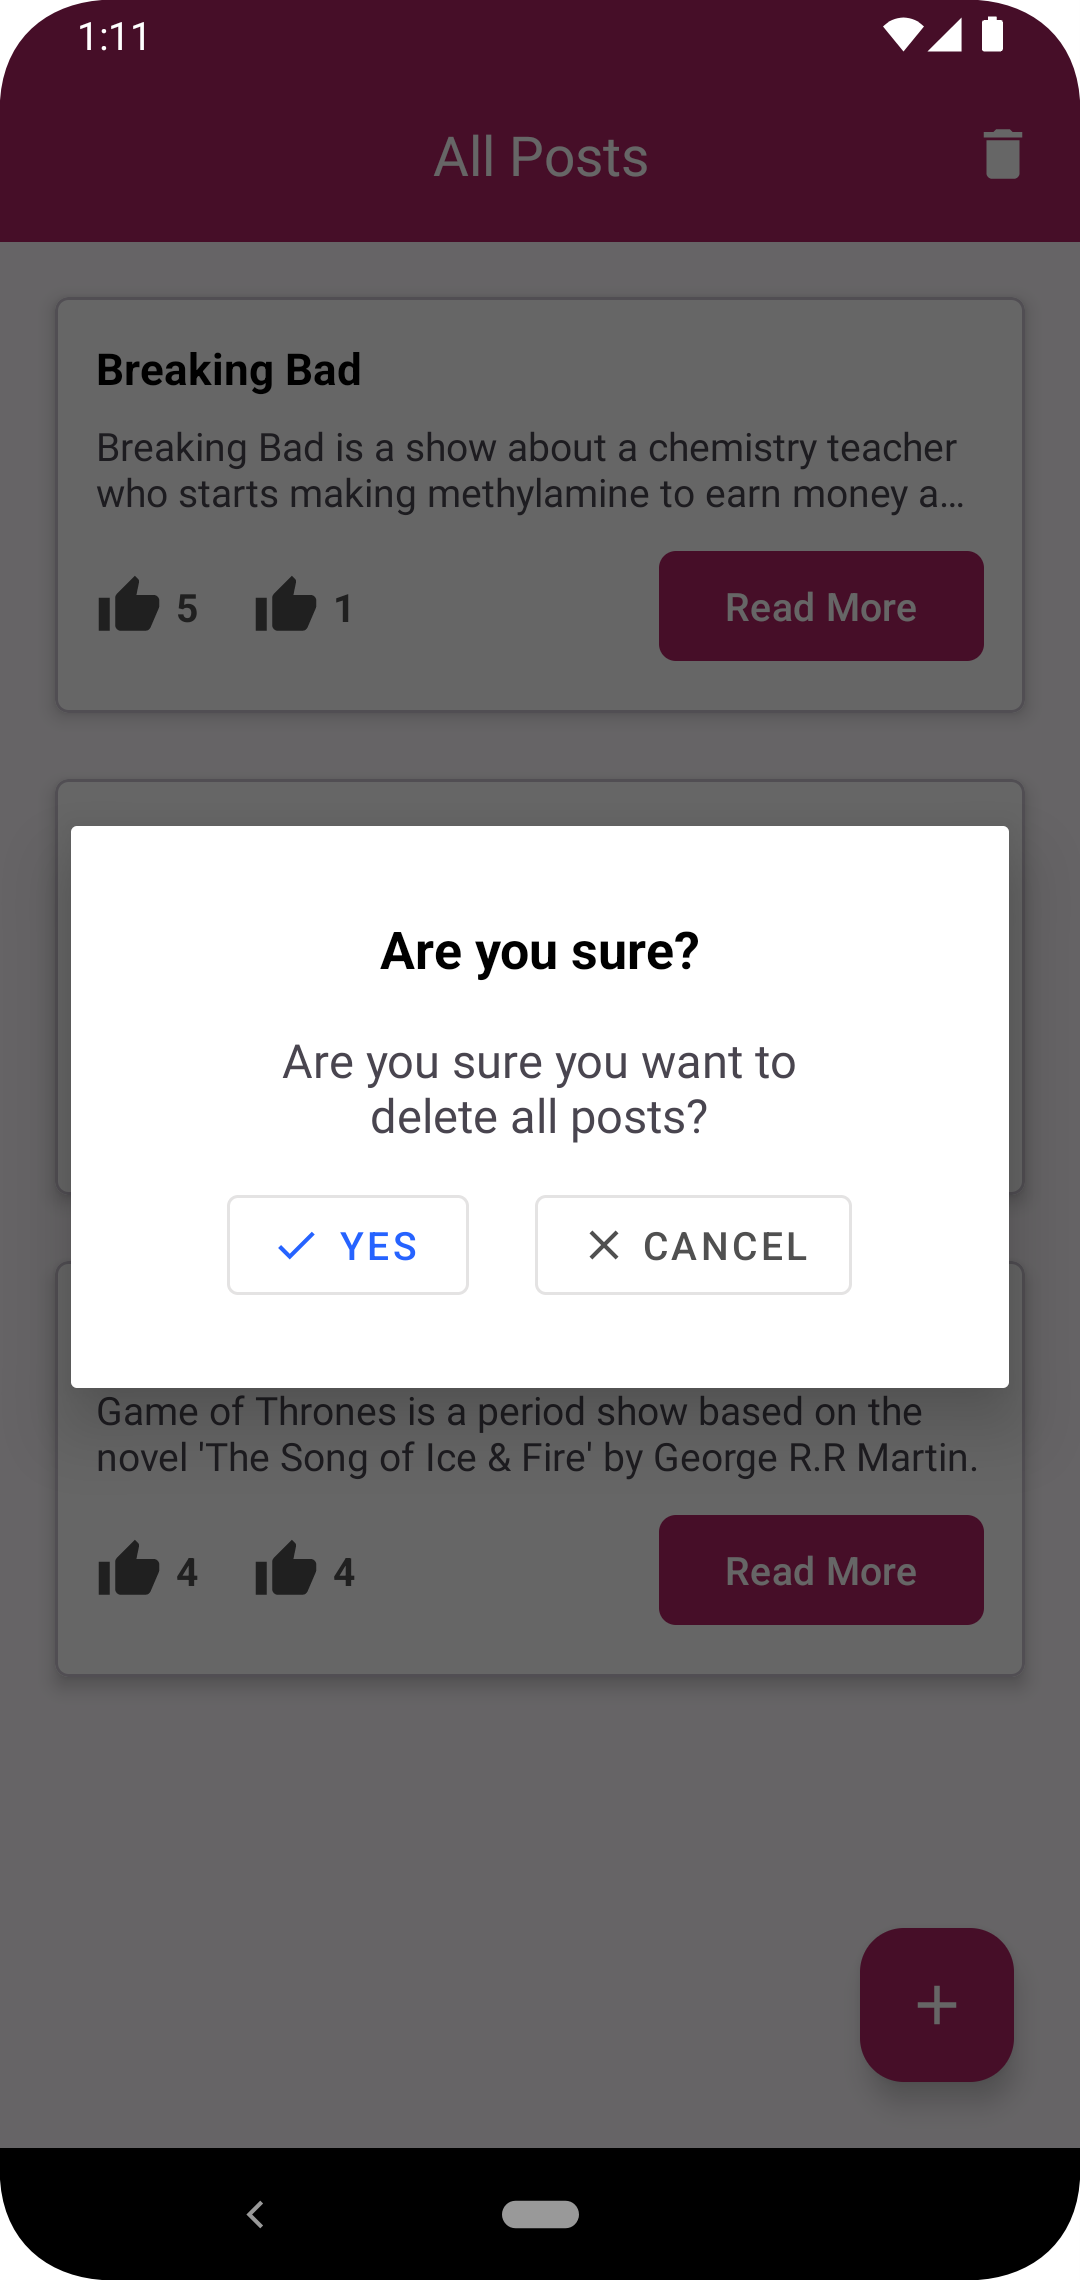 1:11
All Posts
Breaking Bad
Breaking Bad is a show about a chemistry teacher
who starts making methylamine to earn money a…
5
1
Read More
Are you sure?
Are you sure you want to
delete all posts?
YES
CANCEL
Game of Thrones is a period show based on the
novel 'The Song of Ice & Fire' by George R.R Martin.
4
4
Read More